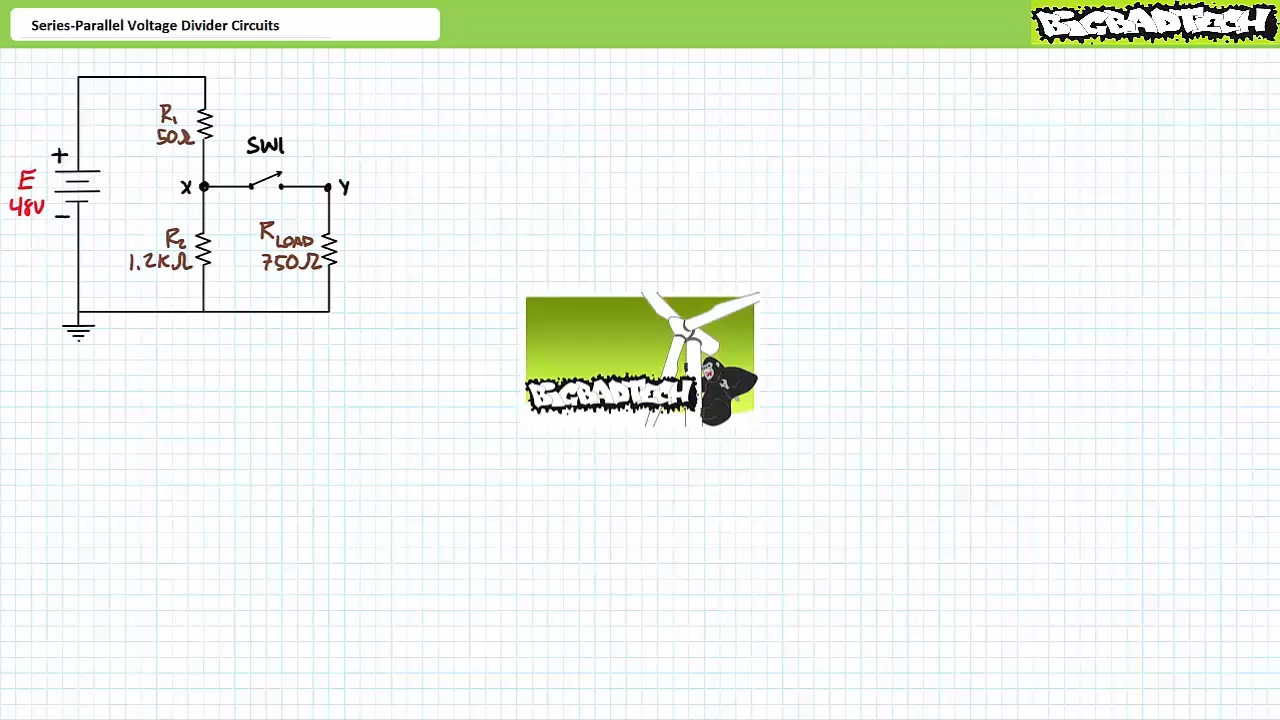 Series-Parallel Voltage Divider Circuits
BIGBADTECH
R1
50Ω
SW1
+
E
48V
−
X
Y
R2
1.2KΩ
RLOAD
750Ω
BIGBADTECH